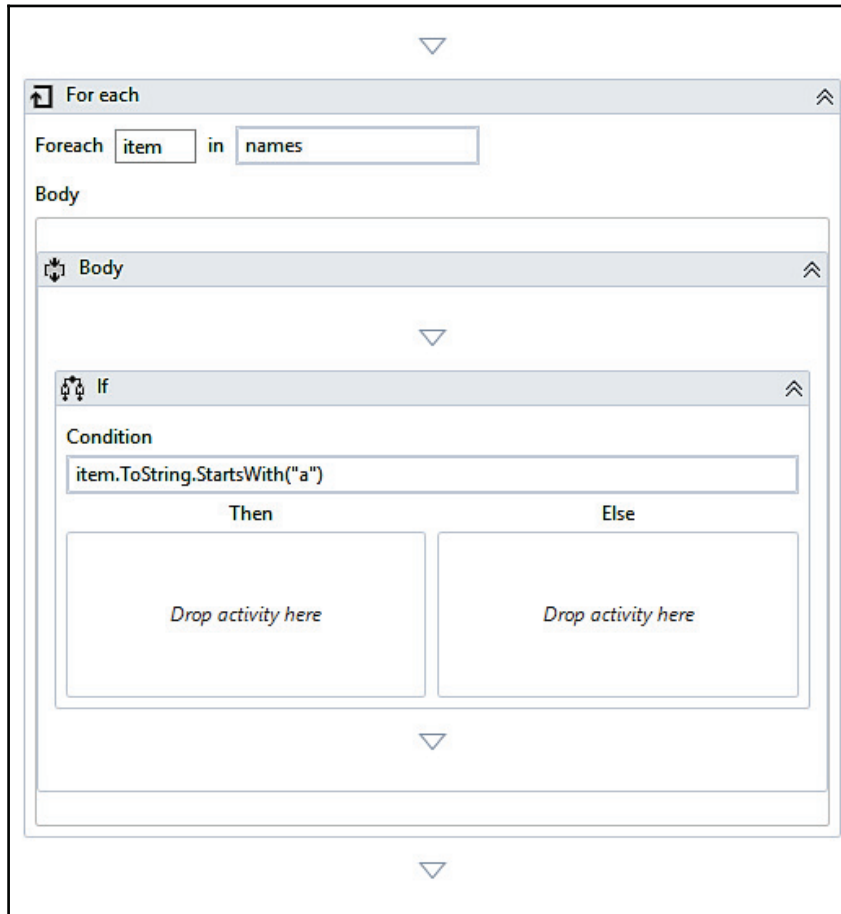 For each
Foreach item in names
Body
Body
If
Condition
item.ToString.StartsWith("a")
Then Else
Drop activity here Drop activity here